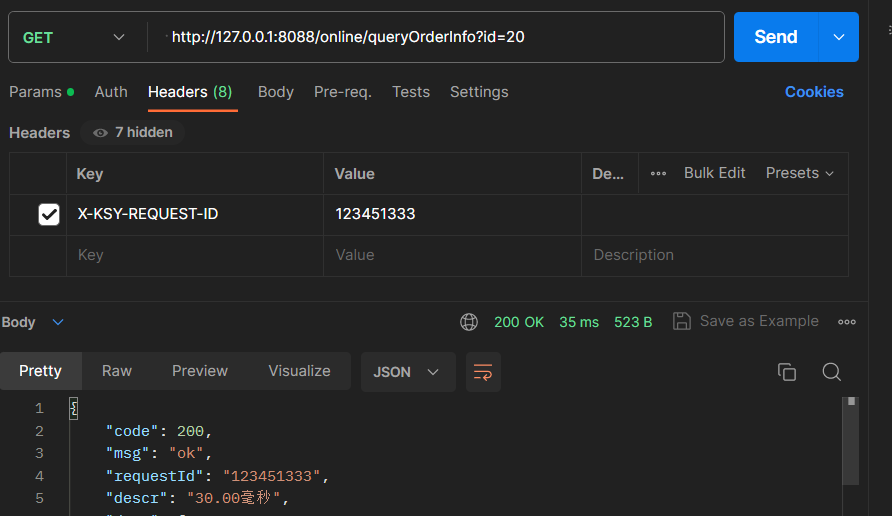 GET http://127.0.0.1:8088/online/queryOrderInfo?id=20 Send
Params Auth Headers (8) Body Pre-req. Tests Settings Cookies
Headers 7 hidden
Key Value De... Bulk Edit Presets
X-KSY-REQUEST-ID 123451333
Key Value Description
Body 200 OK 35 ms 523 B Save as Example
Pretty Raw Preview Visualize JSON
1 {
2 "code": 200,
3 "msg": "ok",
4 "requestId": "123451333",
5 "descr": "30.00毫秒",